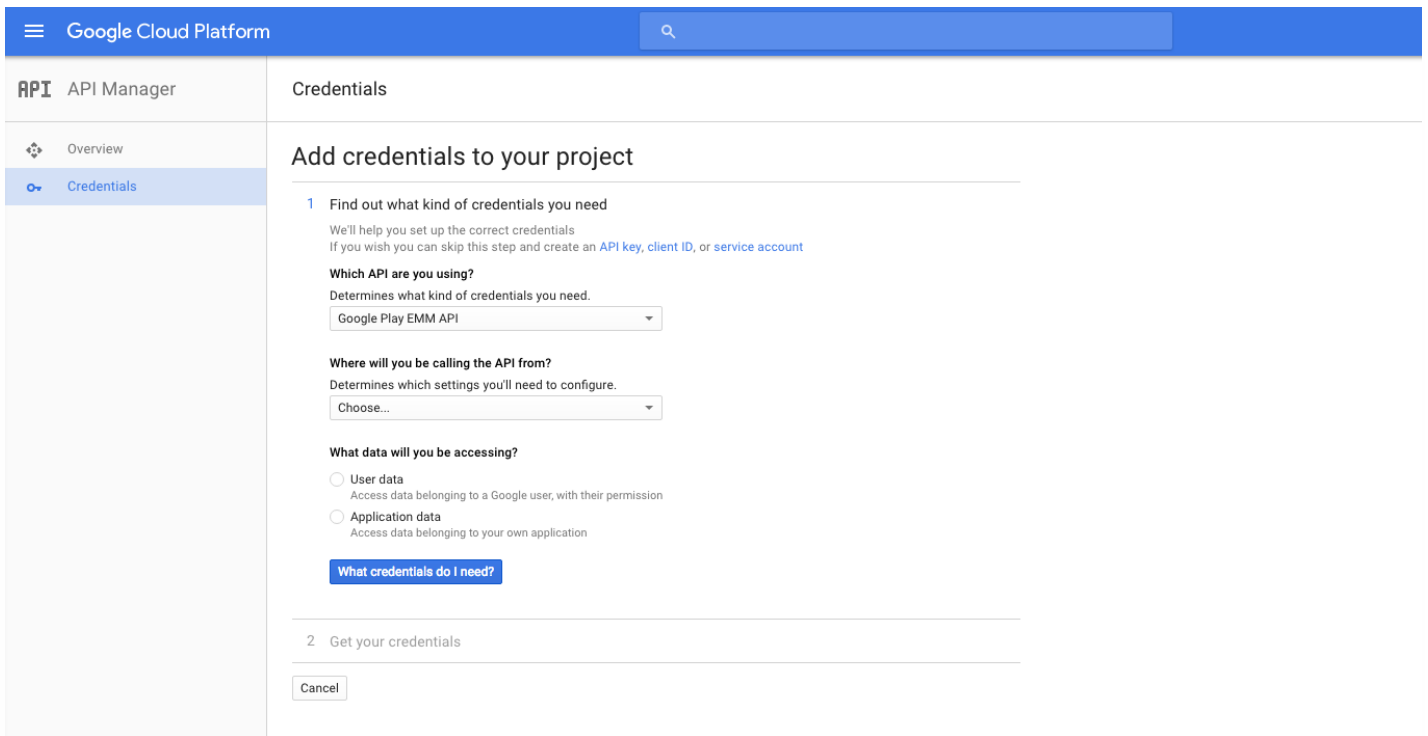 Google Cloud Platform
API API Manager
Credentials
Overview
Credentials
Add credentials to your project
1 Find out what kind of credentials you need
We'll help you set up the correct credentials
If you wish you can skip this step and create an API key, client ID, or service account
Which API are you using?
Determines what kind of credentials you need.
Google Play EMM API
Where will you be calling the API from?
Determines which settings you'll need to configure.
Choose...
What data will you be accessing?
User data
Access data belonging to a Google user, with their permission
Application data
Access data belonging to your own application
What credentials do I need?
2 Get your credentials
Cancel